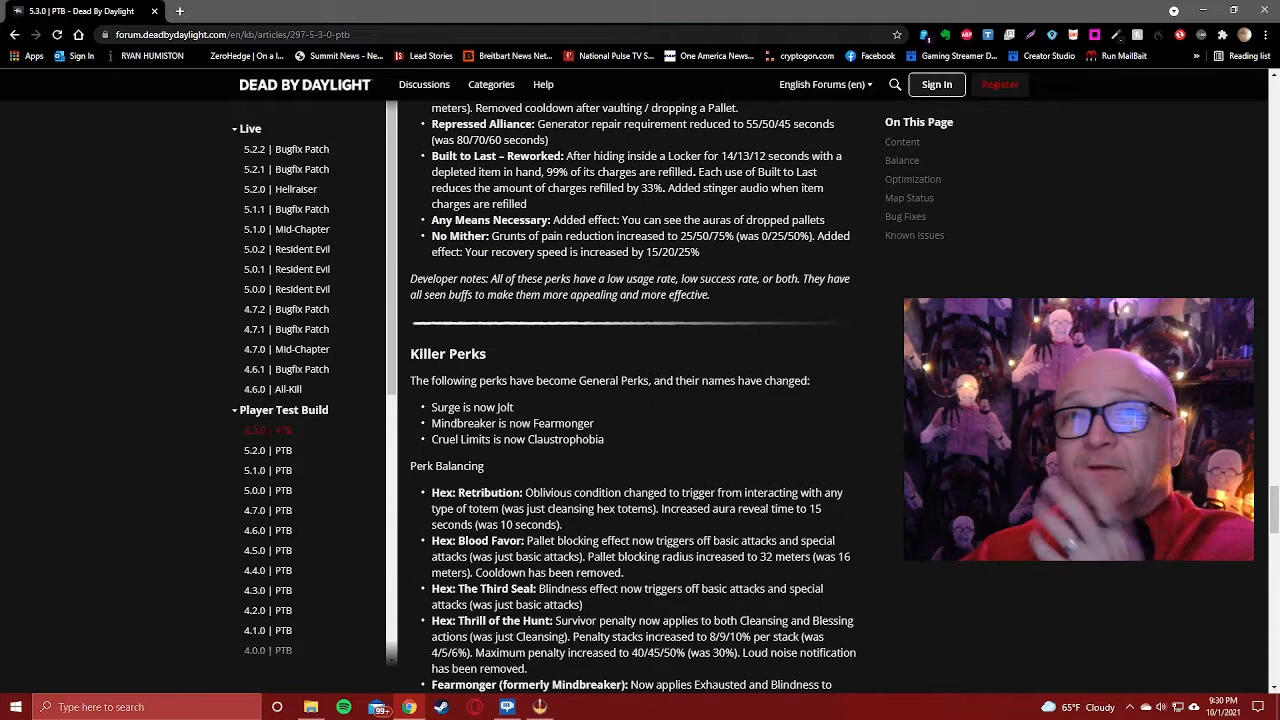 5.3.0 | PTB - Dead By Daylight
forum.deadbydaylight.com/en/kb/articles/297-5-3-0-ptb
Apps Sign In RYAN HUMISTON ZeroHedge | On a... Summit News -... Lead Stories Breitbart News Net... National Pulse T/S... One America News... cryptogon.com Facebook Gaming Streamer D... Creator Studio Run MailBait » Reading list
DEAD BY DAYLIGHT Discussions Categories Help English Forums (en) Sign In Register
Live
5.2.2 | Bugfix Patch
5.2.1 | Bugfix Patch
5.2.0 | Hellraiser
5.1.1 | Bugfix Patch
5.1.0 | Mid-Chapter
5.0.2 | Resident Evil
5.0.1 | Resident Evil
5.0.0 | Resident Evil
4.7.2 | Bugfix Patch
4.7.1 | Bugfix Patch
4.7.0 | Mid-Chapter
4.6.1 | Bugfix Patch
4.6.0 | All-Kill
Player Test Build
5.3.0 | PTB
5.2.0 | PTB
5.1.0 | PTB
5.0.0 | PTB
4.7.0 | PTB
4.6.0 | PTB
4.5.0 | PTB
4.4.0 | PTB
4.3.0 | PTB
4.2.0 | PTB
4.1.0 | PTB
4.0.0 | PTB
meters). Removed cooldown after vaulting / dropping a Pallet.
• Repressed Alliance: Generator repair requirement reduced to 55/50/45 seconds
(was 80/70/60 seconds)
• Built to Last – Reworked: After hiding inside a Locker for 14/13/12 seconds with a
depleted item in hand, 99% of its charges are refilled. Each use of Built to Last
reduces the amount of charges refilled by 33%. Added stinger audio when item
charges are refilled
• Any Means Necessary: Added effect: You can see the auras of dropped pallets
• No Mither: Grunts of pain reduction increased to 25/50/75% (was 0/25/50%). Added
effect: Your recovery speed is increased by 15/20/25%
Developer notes: All of these perks have a low usage rate, low success rate, or both. They have
all seen buffs to make them more appealing and more effective.
Killer Perks
The following perks have become General Perks, and their names have changed:
• Surge is now Jolt
• Mindbreaker is now Fearmonger
• Cruel Limits is now Claustrophobia
Perk Balancing
• Hex: Retribution: Oblivious condition changed to trigger from interacting with any
type of totem (was just cleansing hex totems). Increased aura reveal time to 15
seconds (was 10 seconds).
• Hex: Blood Favor: Pallet blocking effect now triggers off basic attacks and special
attacks (was just basic attacks). Pallet blocking radius increased to 32 meters (was 16
meters). Cooldown has been removed.
• Hex: The Third Seal: Blindness effect now triggers off basic attacks and special
attacks (was just basic attacks)
• Hex: Thrill of the Hunt: Survivor penalty now applies to both Cleansing and Blessing
actions (was just Cleansing). Penalty stacks increased to 8/9/10% per stack (was
4/5/6%). Maximum penalty increased to 40/45/50% (was 30%). Loud noise notification
has been removed.
• Fearmonger (formerly Mindbreaker): Now applies Exhausted and Blindness to
On This Page
Content
Balance
Optimization
Map Status
Bug Fixes
Known Issues
Type here to search
99+
65°F Cloudy
9:30 PM
10/1/2021